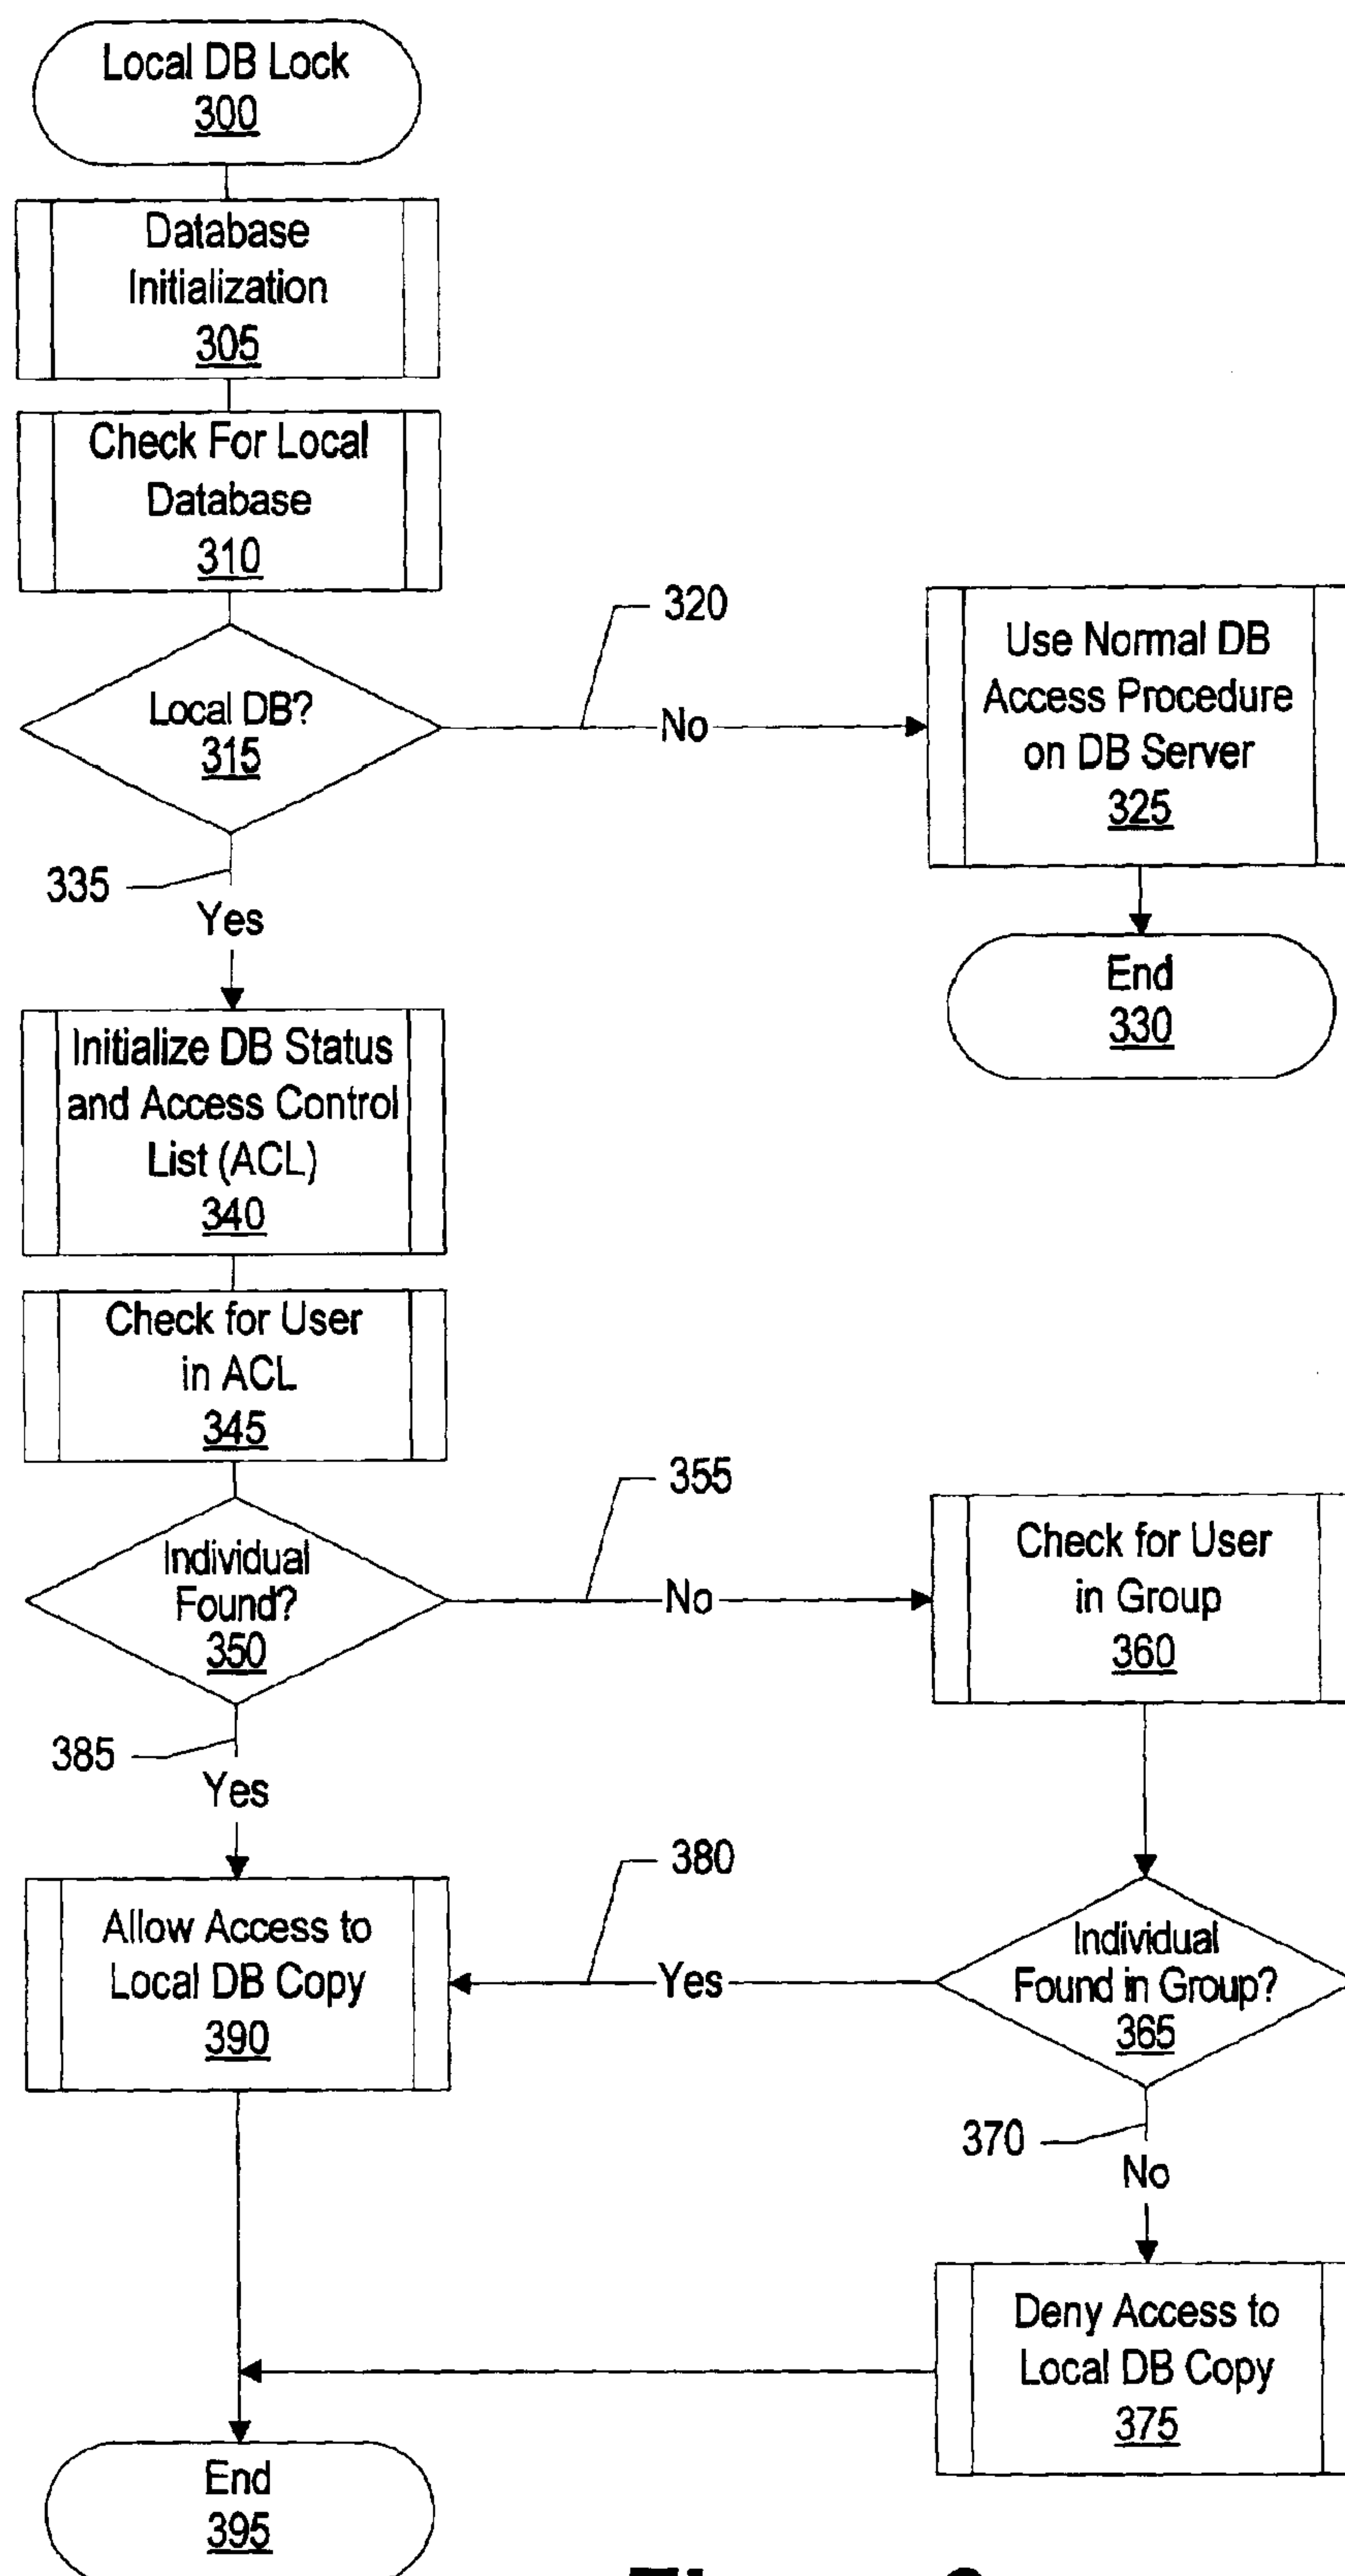 Local DB Lock
300
Database
Initialization
305
Check For Local
Database
310
Local DB?
315
320
No
Use Normal DB
Access Procedure
on DB Server
325
End
330
335
Yes
Initialize DB Status
and Access Control
List (ACL)
340
Check for User
in ACL
345
Individual
Found?
350
355
No
Check for User
in Group
360
385
Yes
Allow Access to
Local DB Copy
390
380
Yes
Individual
Found in Group?
365
370
No
Deny Access to
Local DB Copy
375
End
395